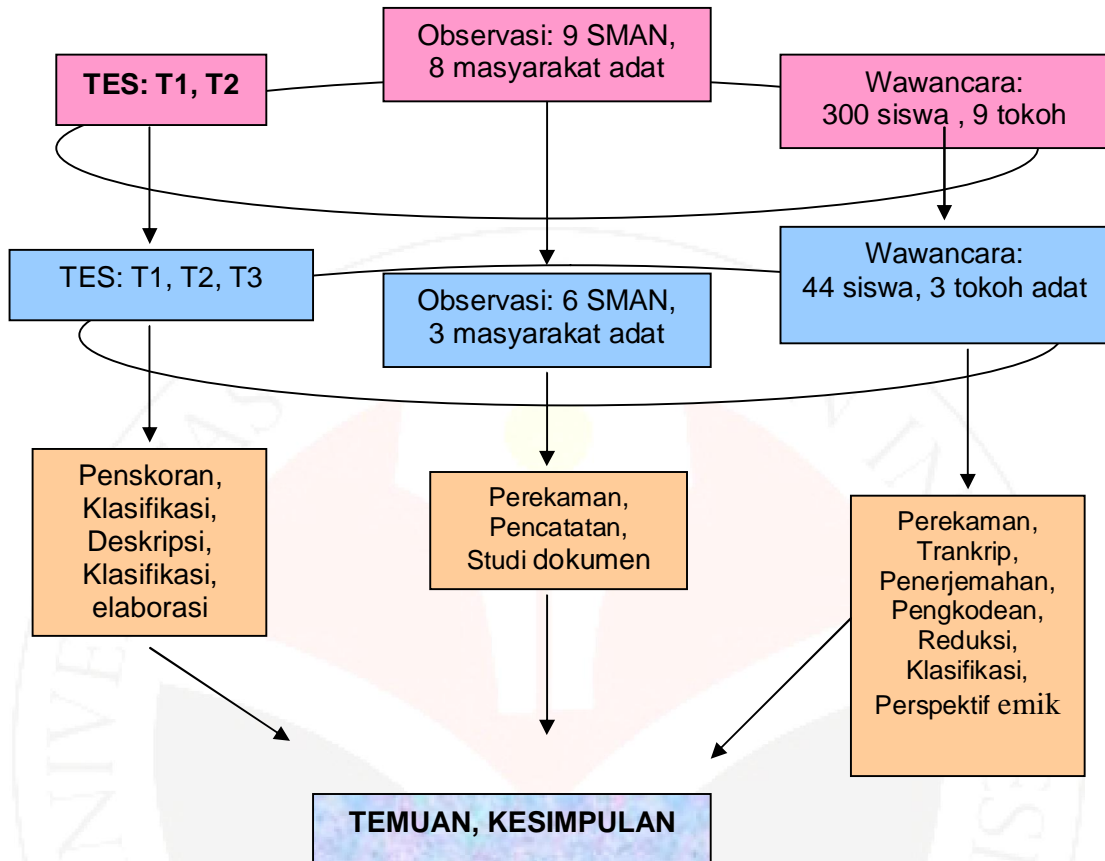 Observasi: 9 SMAN,
8 masyarakat adat
TES: T1, T2
Wawancara:
300 siswa , 9 tokoh
TES: T1, T2, T3
Observasi: 6 SMAN,
3 masyarakat adat
Wawancara:
44 siswa, 3 tokoh adat
Penskoran,
Klasifikasi,
Deskripsi,
Klasifikasi,
elaborasi
Perekaman,
Pencatatan,
Studi dokumen
Perekaman,
Trankrip,
Penerjemahan,
Pengkodean,
Reduksi,
Klasifikasi,
Perspektif emik
TEMUAN, KESIMPULAN